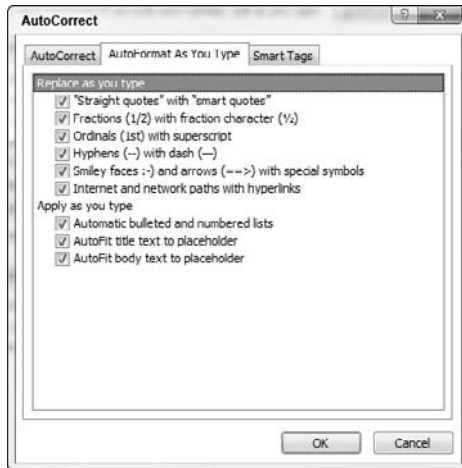 AutoCorrect
AutoCorrect AutoFormat As You Type Smart Tags
Replace as you type
"Straight quotes" with “smart quotes”
Fractions (1/2) with fraction character (½)
Ordinals (1st) with superscript
Hyphens (--) with dash (—)
Smiley faces :-) and arrows (==>) with special symbols
Internet and network paths with hyperlinks
Apply as you type
Automatic bulleted and numbered lists
AutoFit title text to placeholder
AutoFit body text to placeholder
OK Cancel